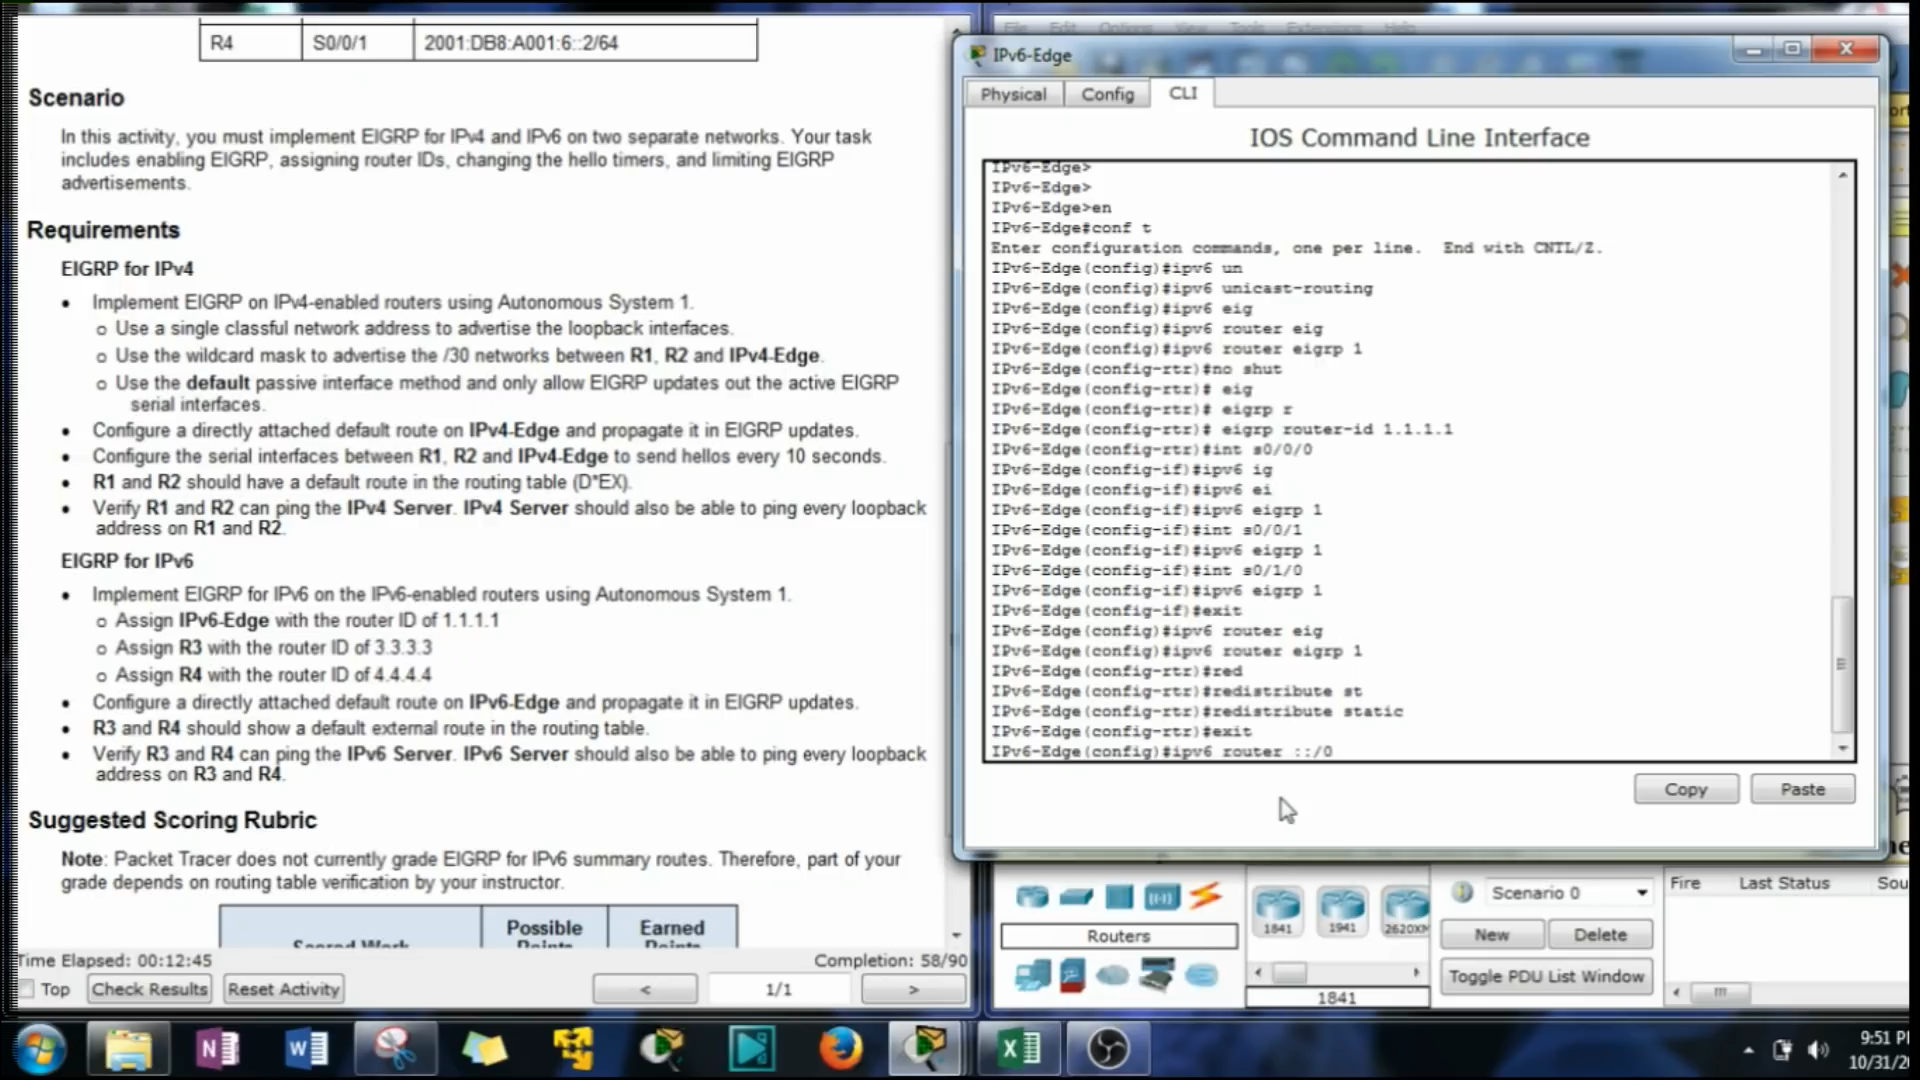 R4 S0/0/1 2001:DB8:A001:6::2/64
Scenario
In this activity, you must implement EIGRP for IPv4 and IPv6 on two separate networks. Your task
includes enabling EIGRP, assigning router IDs, changing the hello timers, and limiting EIGRP
advertisements.
Requirements
EIGRP for IPv4
• Implement EIGRP on IPv4-enabled routers using Autonomous System 1.
o Use a single classful network address to advertise the loopback interfaces.
o Use the wildcard mask to advertise the /30 networks between R1, R2 and IPv4-Edge.
o Use the default passive interface method and only allow EIGRP updates out the active EIGRP
serial interfaces.
• Configure a directly attached default route on IPv4-Edge and propagate it in EIGRP updates.
• Configure the serial interfaces between R1, R2 and IPv4-Edge to send hellos every 10 seconds.
• R1 and R2 should have a default route in the routing table (D*EX).
• Verify R1 and R2 can ping the IPv4 Server. IPv4 Server should also be able to ping every loopback
address on R1 and R2.
EIGRP for IPv6
• Implement EIGRP for IPv6 on the IPv6-enabled routers using Autonomous System 1.
o Assign IPv6-Edge with the router ID of 1.1.1.1
o Assign R3 with the router ID of 3.3.3.3
o Assign R4 with the router ID of 4.4.4.4
• Configure a directly attached default route on IPv6-Edge and propagate it in EIGRP updates.
• R3 and R4 should show a default external route in the routing table.
• Verify R3 and R4 can ping the IPv6 Server. IPv6 Server should also be able to ping every loopback
address on R3 and R4.
Suggested Scoring Rubric
Note: Packet Tracer does not currently grade EIGRP for IPv6 summary routes. Therefore, part of your
grade depends on routing table verification by your instructor.
Scored Work Possible Points Earned Points
Time Elapsed: 00:12:45 Completion: 58/90
Top Check Results Reset Activity < 1/1 >
File Edit Options View Tools Extensions Help
IPv6-Edge
Physical Config CLI
IOS Command Line Interface
IPv6-Edge>
IPv6-Edge>
IPv6-Edge>en
IPv6-Edge#conf t
Enter configuration commands, one per line.  End with CNTL/Z.
IPv6-Edge(config)#ipv6 un
IPv6-Edge(config)#ipv6 unicast-routing
IPv6-Edge(config)#ipv6 eig
IPv6-Edge(config)#ipv6 router eig
IPv6-Edge(config)#ipv6 router eigrp 1
IPv6-Edge(config-rtr)#no shut
IPv6-Edge(config-rtr)# eig
IPv6-Edge(config-rtr)# eigrp r
IPv6-Edge(config-rtr)# eigrp router-id 1.1.1.1
IPv6-Edge(config-rtr)#int s0/0/0
IPv6-Edge(config-if)#ipv6 ig
IPv6-Edge(config-if)#ipv6 ei
IPv6-Edge(config-if)#ipv6 eigrp 1
IPv6-Edge(config-if)#int s0/0/1
IPv6-Edge(config-if)#ipv6 eigrp 1
IPv6-Edge(config-if)#int s0/1/0
IPv6-Edge(config-if)#ipv6 eigrp 1
IPv6-Edge(config-if)#exit
IPv6-Edge(config)#ipv6 router eig
IPv6-Edge(config)#ipv6 router eigrp 1
IPv6-Edge(config-rtr)#red
IPv6-Edge(config-rtr)#redistribute st
IPv6-Edge(config-rtr)#redistribute static
IPv6-Edge(config-rtr)#exit
IPv6-Edge(config)#ipv6 router ::/0
Copy Paste
Routers
1841 1941 2620XM
1841
Scenario 0
New Delete
Toggle PDU List Window
Fire Last Status Sou
9:51 P
10/31/2